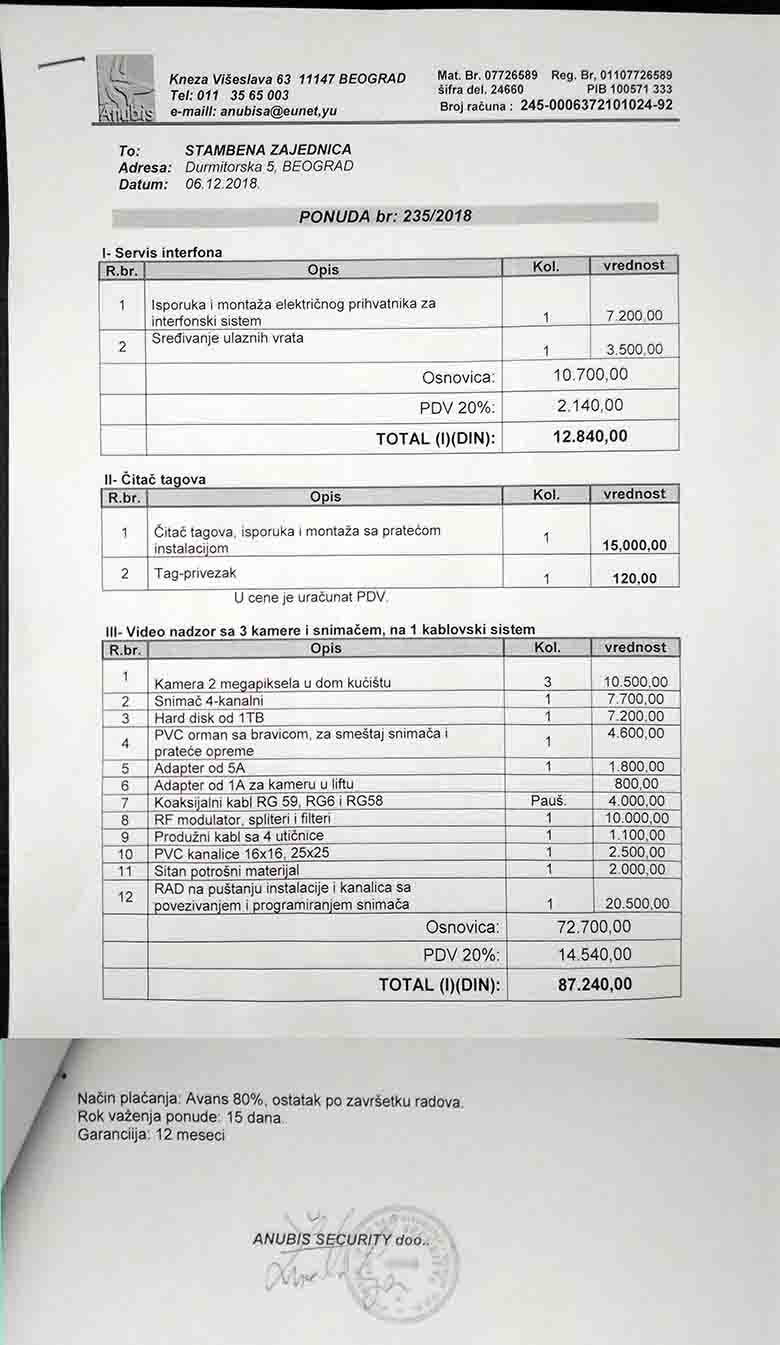 Anubis
Kneza Višeslava 63 11147 BEOGRAD
Tel: 011 35 65 003
e-maill: anubisa@eunet,yu
Mat. Br. 07726589 Reg. Br, 01107726589
šifra del. 24660 PIB 100571 333
Broj računa : 245-0006372101024-92
To: STAMBENA ZAJEDNICA
Adresa: Durmitorska 5, BEOGRAD
Datum: 06.12.2018.
PONUDA br: 235/2018
I- Servis interfona
R.br. Opis Kol. vrednost
1 Isporuka i montaža električnog prihvatnika za
interfonski sistem 1 7.200,00
2 Sređivanje ulaznih vrata
1 3.500,00
Osnovica: 10.700,00
PDV 20%: 2.140,00
TOTAL (I)(DIN): 12.840,00
II- Čitač tagova
R.br. Opis Kol. vrednost
1 Čitač tagova, isporuka i montaža sa pratećom 1
instalacijom 15,000,00
2 Tag-privezak 1 120,00
U cene je uračunat PDV.
III- Video nadzor sa 3 kamere i snimačem, na 1 kablovski sistem
R.br. Opis Kol. vrednost
1 Kamera 2 megapiksela u dom kučištu 3 10.500,00
2 Snimač 4-kanalni 1 7.700,00
3 Hard disk od 1TB 1 7.200,00
4 PVC orman sa bravicom, za smeštaj snimača i 1 4.600,00
prateće opreme
5 Adapter od 5A 1 1.800,00
6 Adapter od 1A za kameru u liftu 800,00
7 Koaksijalni kabl RG 59, RG6 i RG58 Pauš. 4.000,00
8 RF modulator, spliteri i filteri 1 10.000,00
9 Produžni kabl sa 4 utičnice 1 1.100,00
10 PVC kanalice 16x16, 25x25 1 2.500,00
11 Sitan potrošni materijal 1 2.000,00
12 RAD na puštanju instalacije i kanalica sa
povezivanjem i programiranjem snimača 1 20.500,00
Osnovica: 72.700,00
PDV 20%: 14.540,00
TOTAL (I)(DIN): 87.240,00
Način plaćanja: Avans 80%, ostatak po završetku radova.
Rok važenja ponude: 15 dana.
Garanciija: 12 meseci
ANUBIS SECURITY doo..